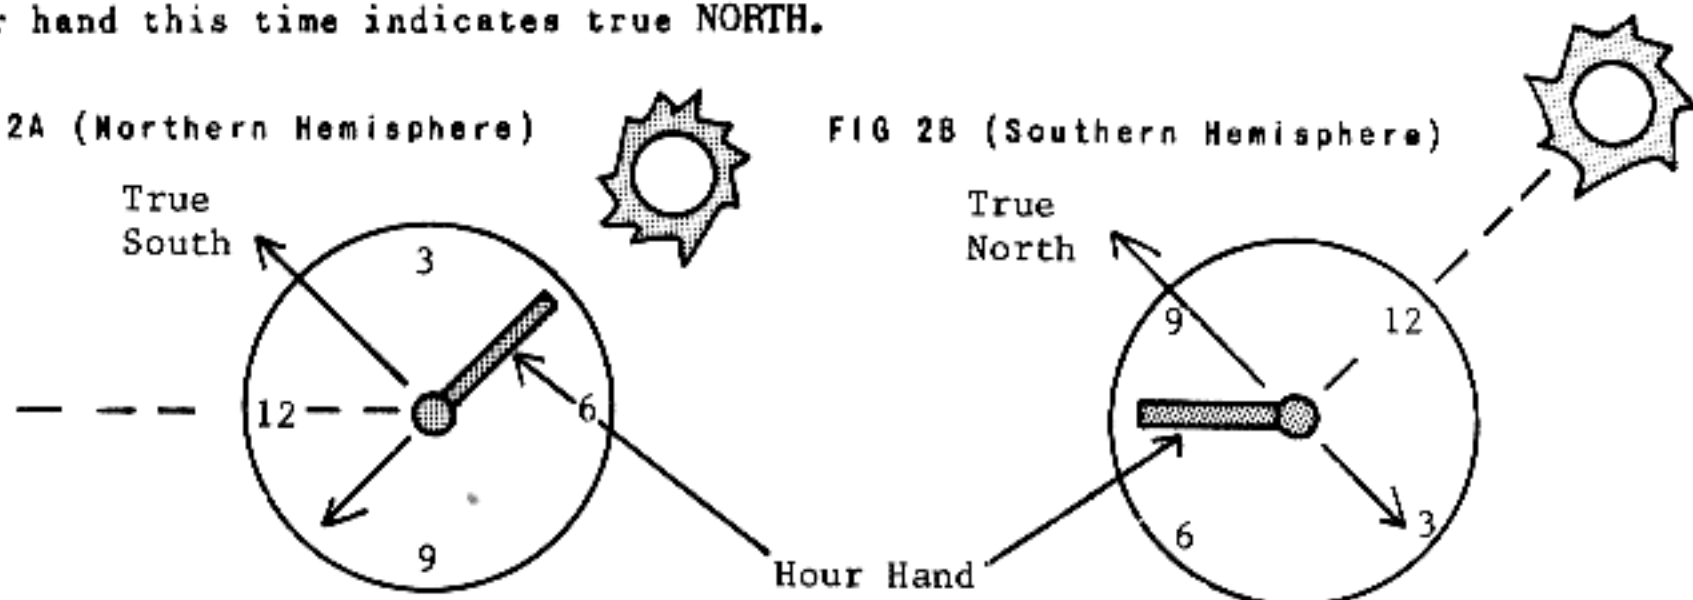 r hand this time indicates true NORTH.
2A (Northern Hemisphere)
FIG 2B (Southern Hemisphere)
True
South
3
12
6
9
True
North
9
12
6
3
Hour Hand